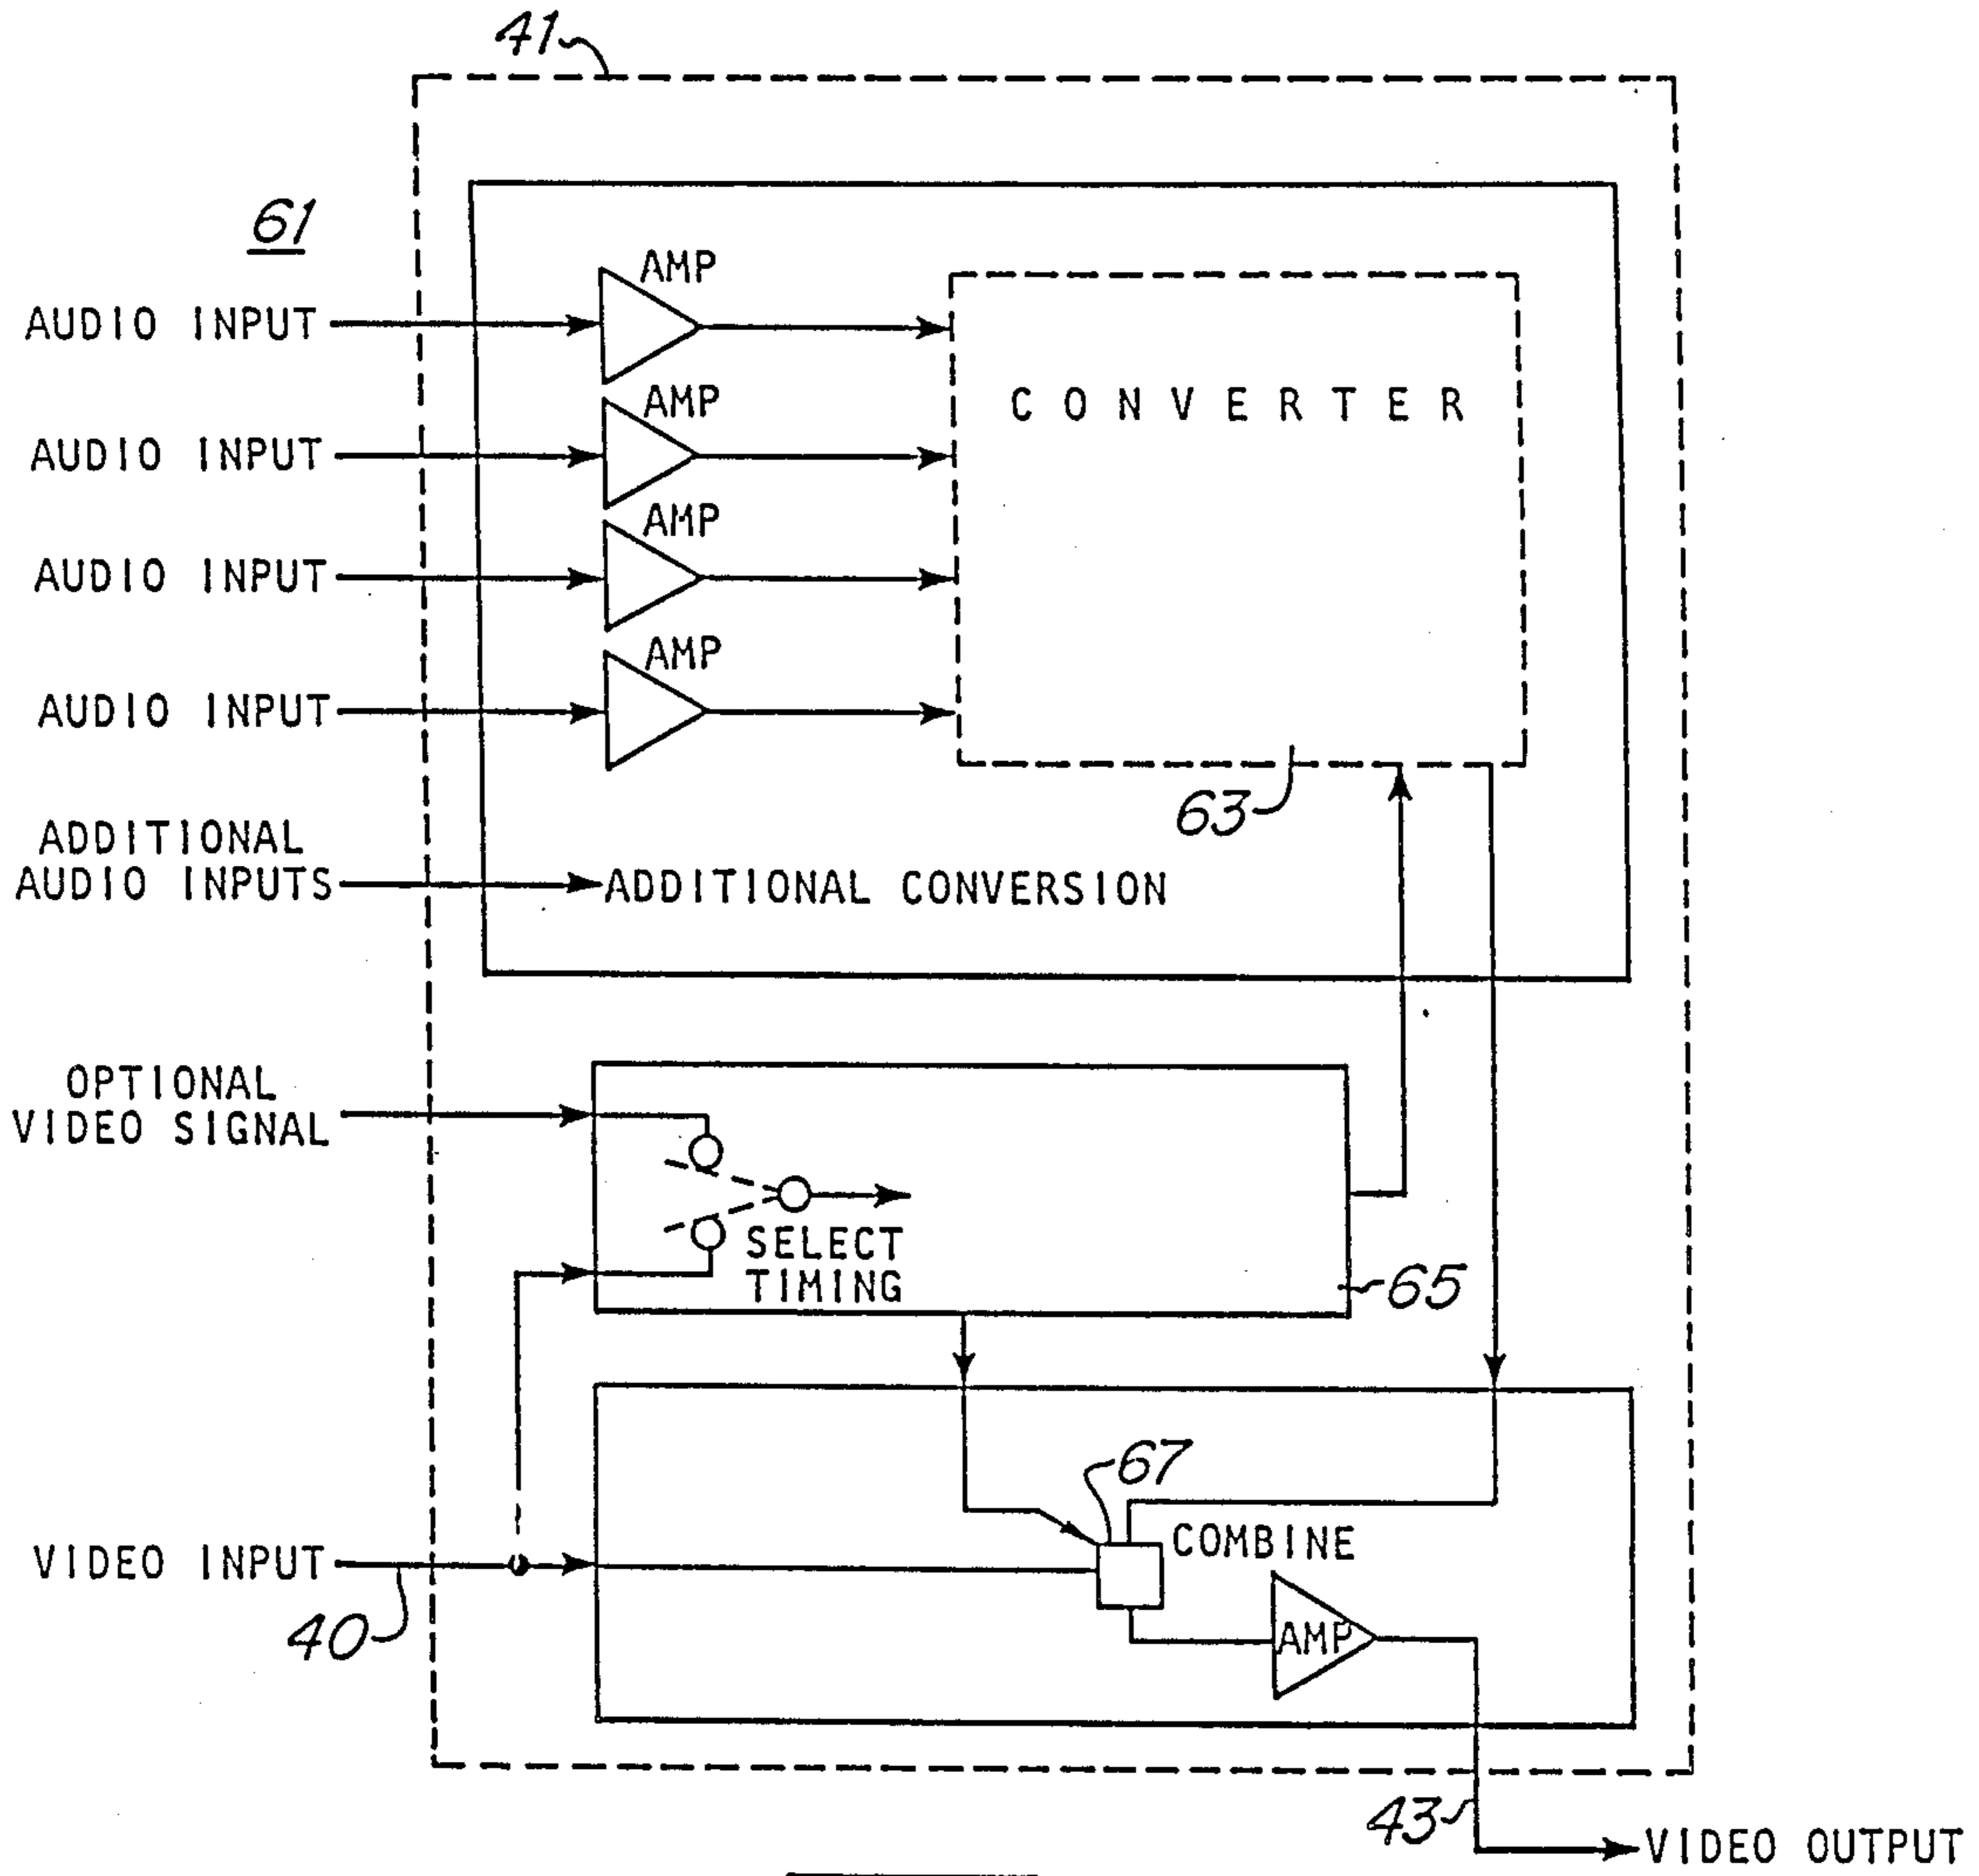 41
61
AMP
AUDIO INPUT
AMP
CONVERTER
AUDIO INPUT
AMP
AUDIO INPUT
AMP
AUDIO INPUT
63
ADDITIONAL
AUDIO INPUTS
ADDITIONAL CONVERSION
OPTIONAL
VIDEO SIGNAL
SELECT
TIMING
65
67
COMBINE
VIDEO INPUT
40
AMP
43
VIDEO OUTPUT